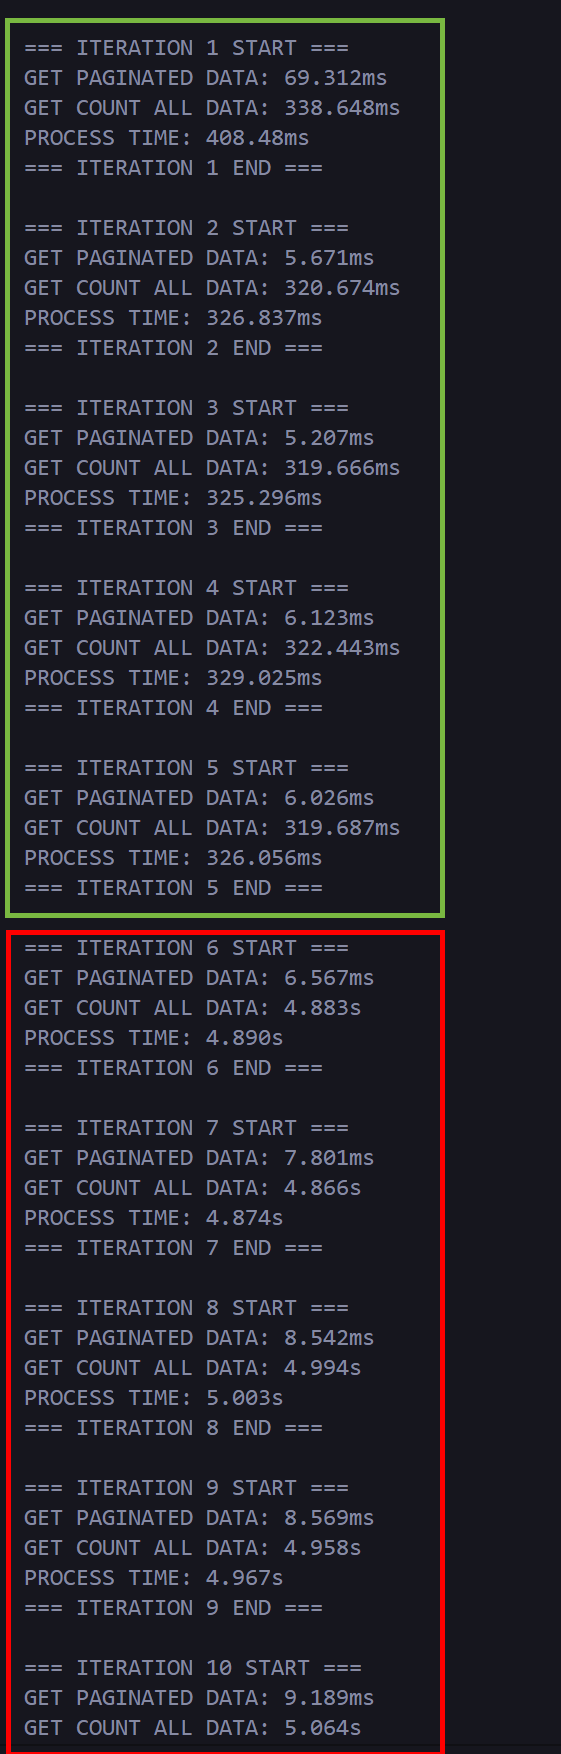 === ITERATION 1 START ===
GET PAGINATED DATA: 69.312ms
GET COUNT ALL DATA: 338.648ms
PROCESS TIME: 408.48ms
=== ITERATION 1 END ===
=== ITERATION 2 START ===
GET PAGINATED DATA: 5.671ms
GET COUNT ALL DATA: 320.674ms
PROCESS TIME: 326.837ms
=== ITERATION 2 END ===
=== ITERATION 3 START ===
GET PAGINATED DATA: 5.207ms
GET COUNT ALL DATA: 319.666ms
PROCESS TIME: 325.296ms
=== ITERATION 3 END ===
=== ITERATION 4 START ===
GET PAGINATED DATA: 6.123ms
GET COUNT ALL DATA: 322.443ms
PROCESS TIME: 329.025ms
=== ITERATION 4 END ===
=== ITERATION 5 START ===
GET PAGINATED DATA: 6.026ms
GET COUNT ALL DATA: 319.687ms
PROCESS TIME: 326.056ms
=== ITERATION 5 END ===
=== ITERATION 6 START ===
GET PAGINATED DATA: 6.567ms
GET COUNT ALL DATA: 4.883s
PROCESS TIME: 4.890s
=== ITERATION 6 END ===
=== ITERATION 7 START ===
GET PAGINATED DATA: 7.801ms
GET COUNT ALL DATA: 4.866s
PROCESS TIME: 4.874s
=== ITERATION 7 END ===
=== ITERATION 8 START ===
GET PAGINATED DATA: 8.542ms
GET COUNT ALL DATA: 4.994s
PROCESS TIME: 5.003s
=== ITERATION 8 END ===
=== ITERATION 9 START ===
GET PAGINATED DATA: 8.569ms
GET COUNT ALL DATA: 4.958s
PROCESS TIME: 4.967s
=== ITERATION 9 END ===
=== ITERATION 10 START ===
GET PAGINATED DATA: 9.189ms
GET COUNT ALL DATA: 5.064s